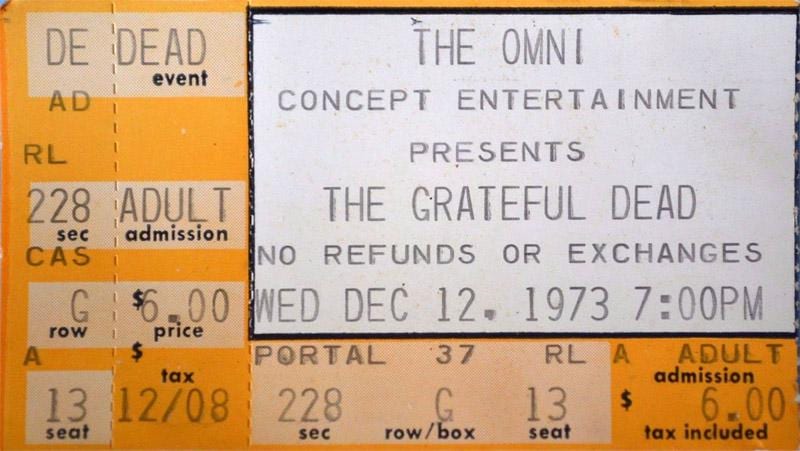 DE DEAD
event
AD
RL
228 ADULT
sec admission
CAS
G $6.00
row price
A $
tax
13 12/08
seat
THE OMNI
CONCEPT ENTERTAINMENT
PRESENTS
THE GRATEFUL DEAD
NO REFUNDS OR EXCHANGES
WED DEC 12. 1973 7:00PM
PORTAL 37 RL A ADULT
admission
228 G 13 $ 6.00
sec row/box seat tax included